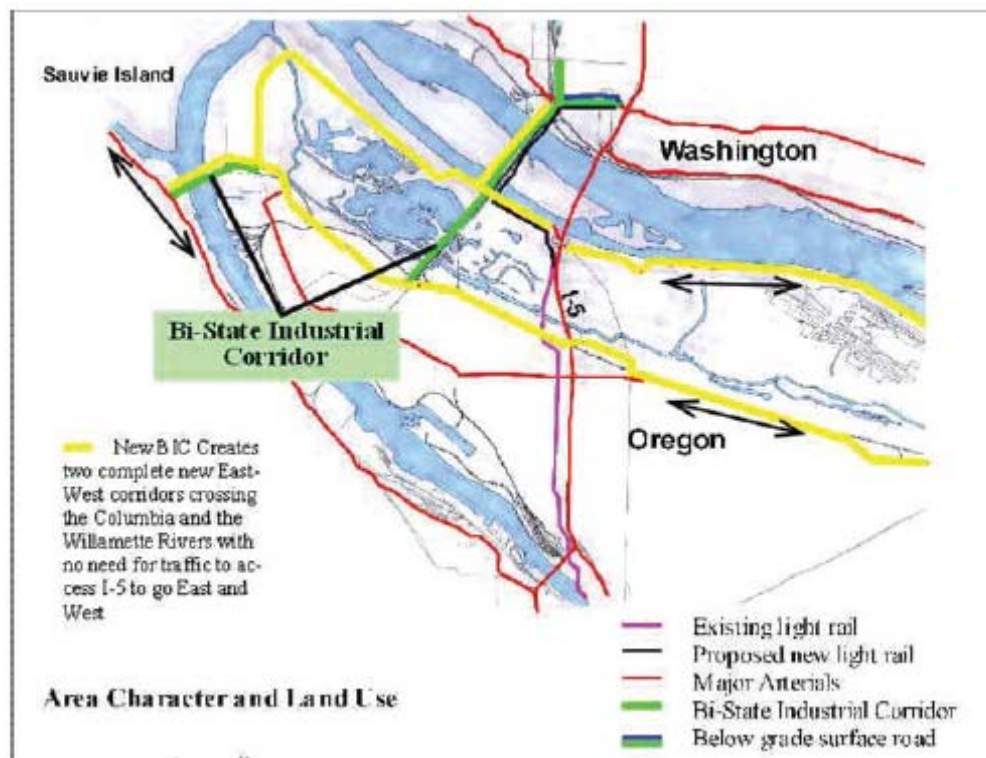 Sauvie Island
Washington
I-5
Bi-State Industrial
Corridor
Oregon
New BIC Creates
two complete new East-
West corridors crossing
the Columbia and the
Willamette Rivers with
no need for traffic to ac-
cess I-5 to go East and
West
Existing light rail
Proposed new light rail
Major Arterials
Bi-State Industrial Corridor
Below grade surface road
Area Character and Land Use